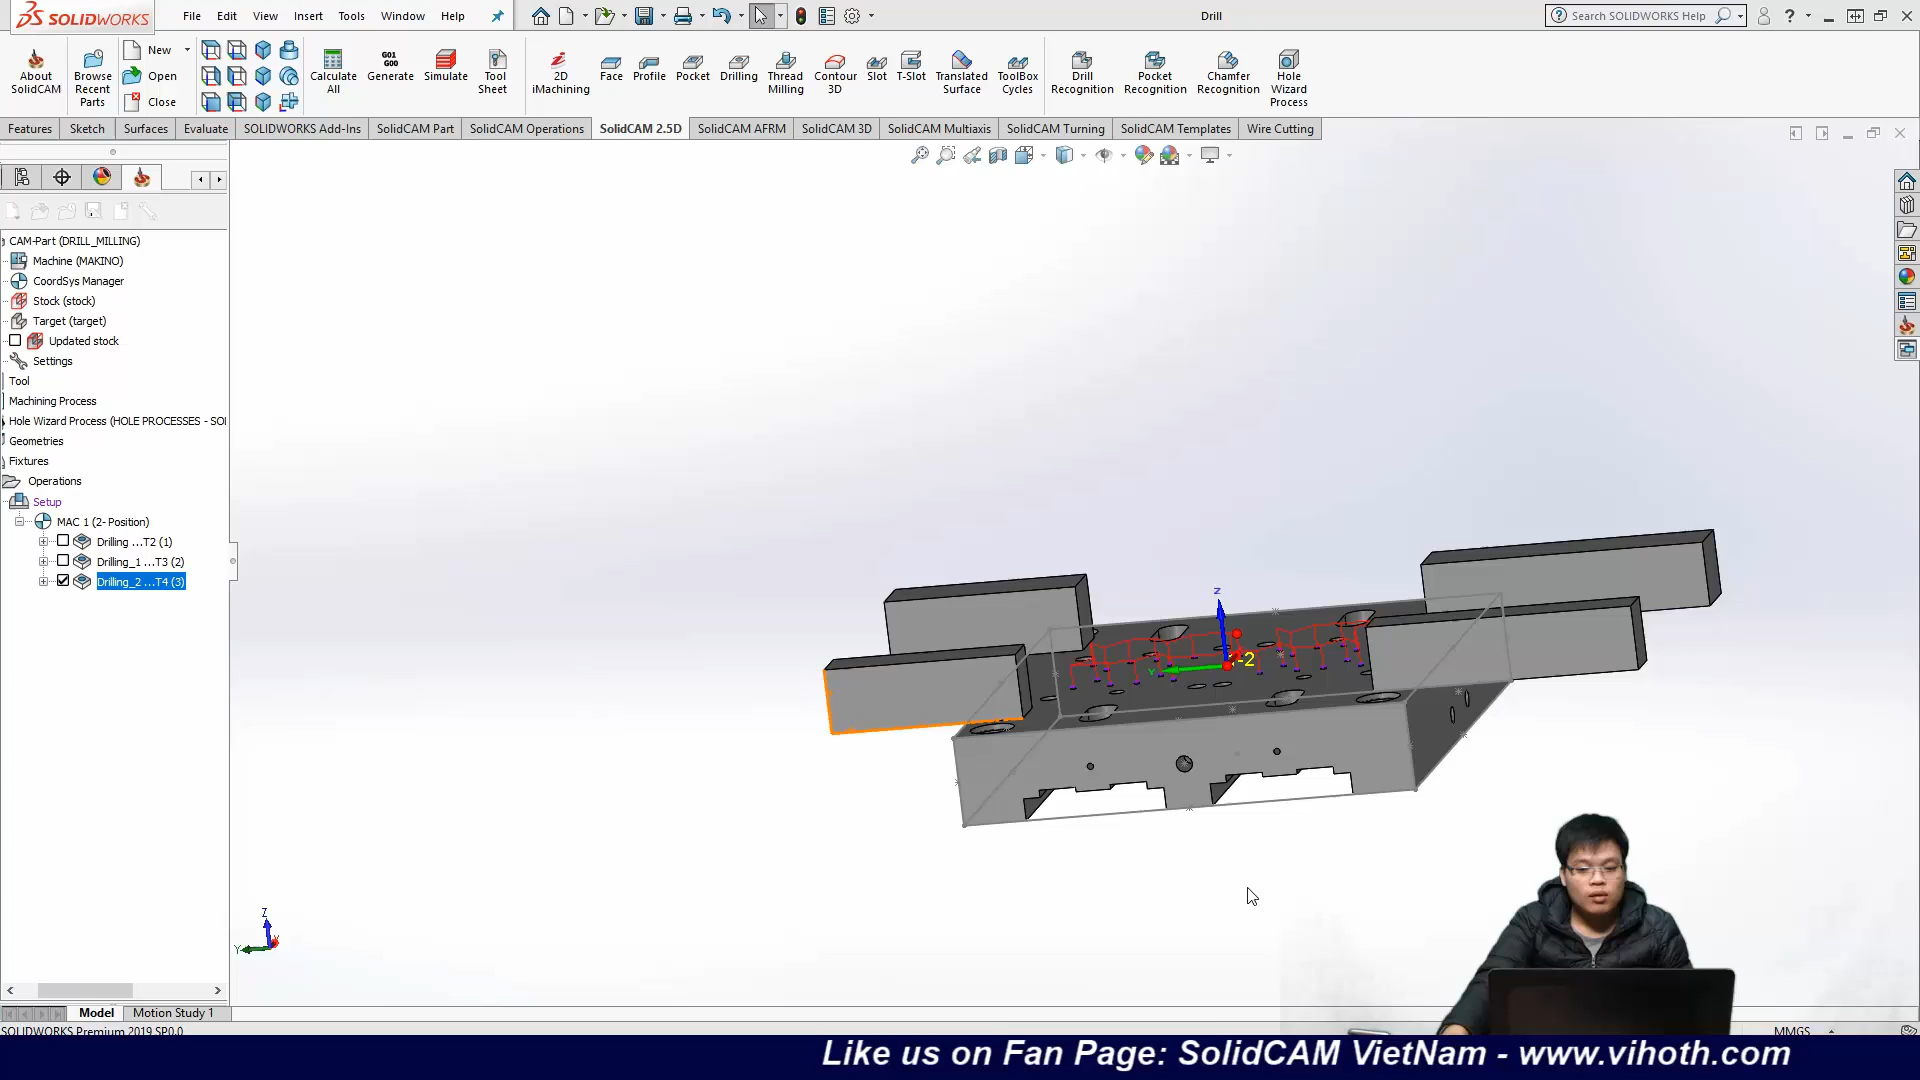 SOLIDWORKS
File Edit View Insert Tools Window Help
Drill
Search SOLIDWORKS Help
About SolidCAM
Browse Recent Parts
New
Open
Close
Calculate All
G01 G00
Generate
Simulate
Tool Sheet
2D iMachining
Face
Profile
Pocket
Drilling
Thread Milling
Contour 3D
Slot
T-Slot
Translated Surface
ToolBox Cycles
Drill Recognition
Pocket Recognition
Chamfer Recognition
Hole Wizard Process
Features Sketch Surfaces Evaluate SOLIDWORKS Add-Ins SolidCAM Part SolidCAM Operations SolidCAM 2.5D SolidCAM AFRM SolidCAM 3D SolidCAM Multiaxis SolidCAM Turning SolidCAM Templates Wire Cutting
CAM-Part (DRILL_MILLING)
Machine (MAKINO)
CoordSys Manager
Stock (stock)
Target (target)
Updated stock
Settings
Tool
Machining Process
Hole Wizard Process (HOLE PROCESSES - SOI
Geometries
Fixtures
Operations
Setup
MAC 1 (2- Position)
Drilling ...T2 (1)
Drilling_1 ...T3 (2)
Drilling_2 ...T4 (3)
Z
Y
-2
Z
Y
Model Motion Study 1
SOLIDWORKS Premium 2019 SP0.0
MMGS
Like us on Fan Page: SolidCAM VietNam - www.vihoth.com